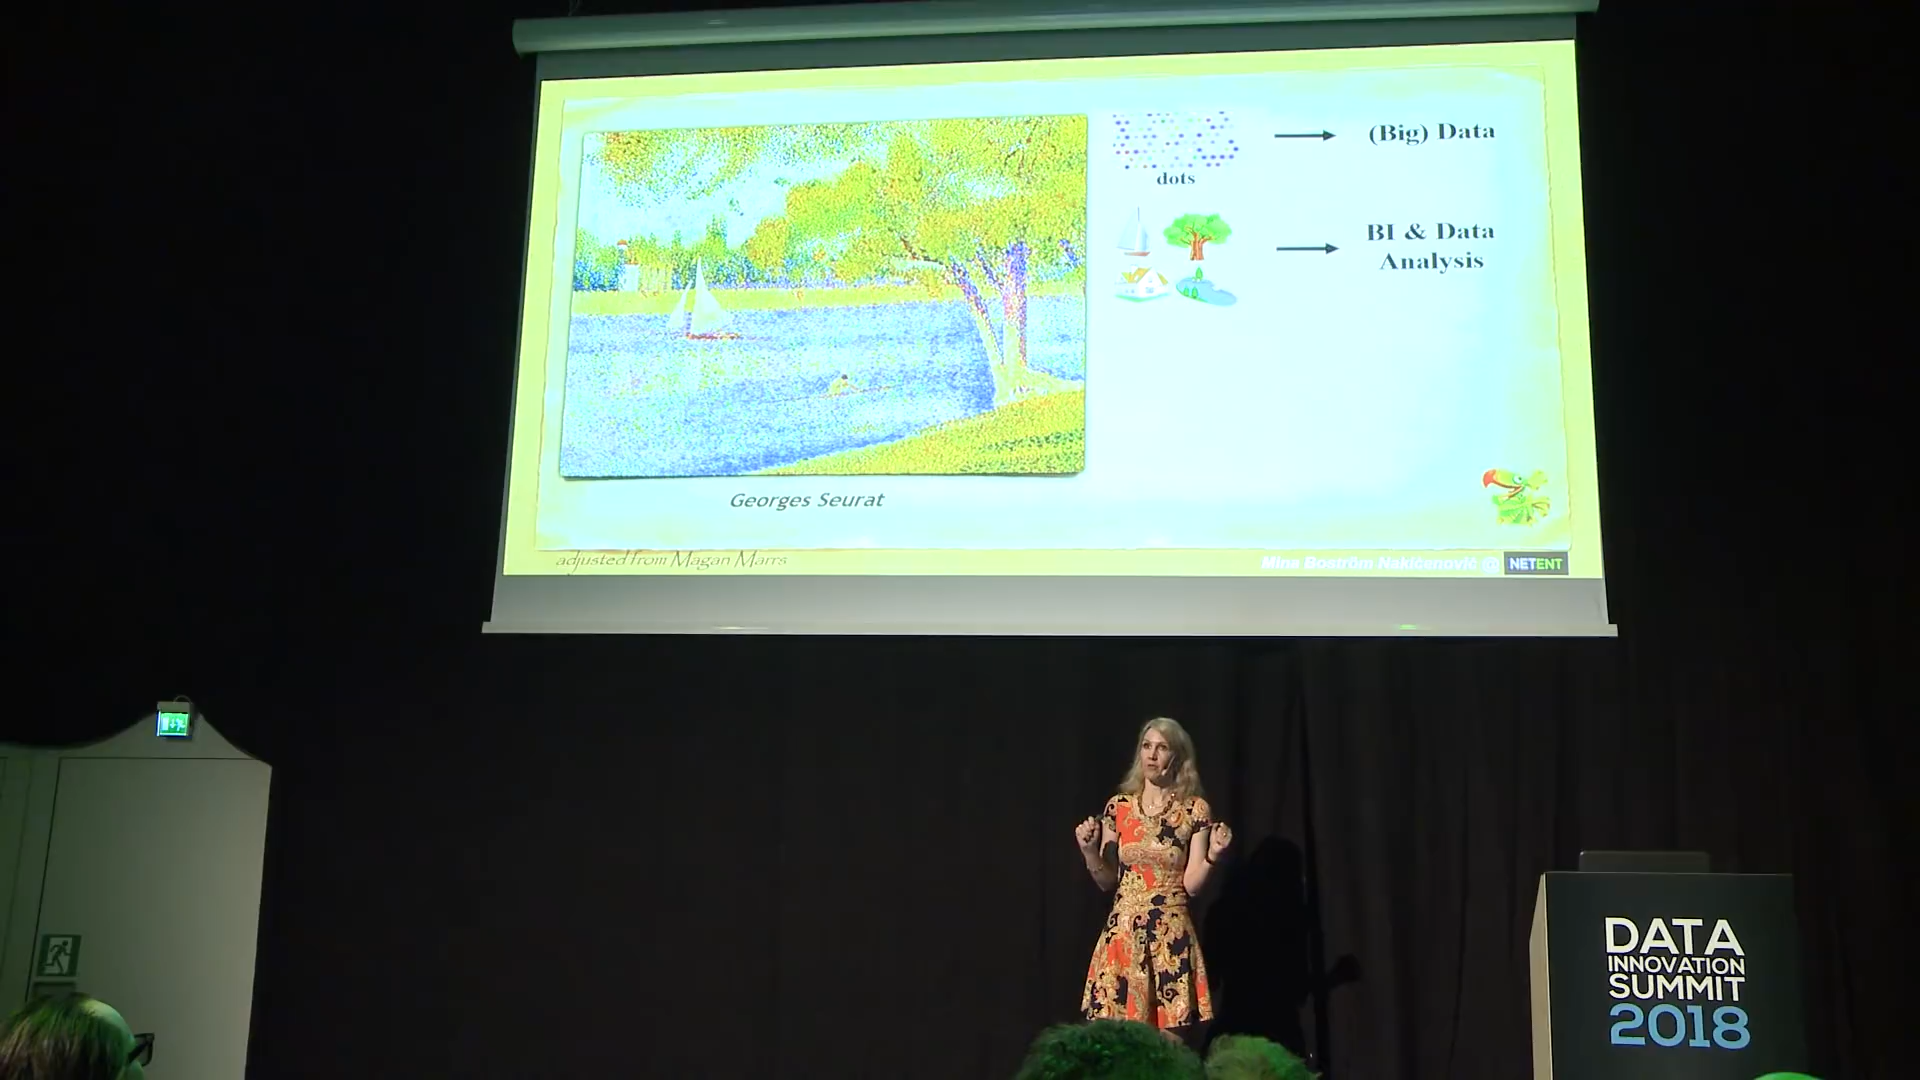 (Big) Data
dots
BI & Data
Analysis
Georges Seurat
adjusted from Magan Marrs
Mina Boström Nakićenović @ NETENT
DATA
INNOVATION
SUMMIT
2018